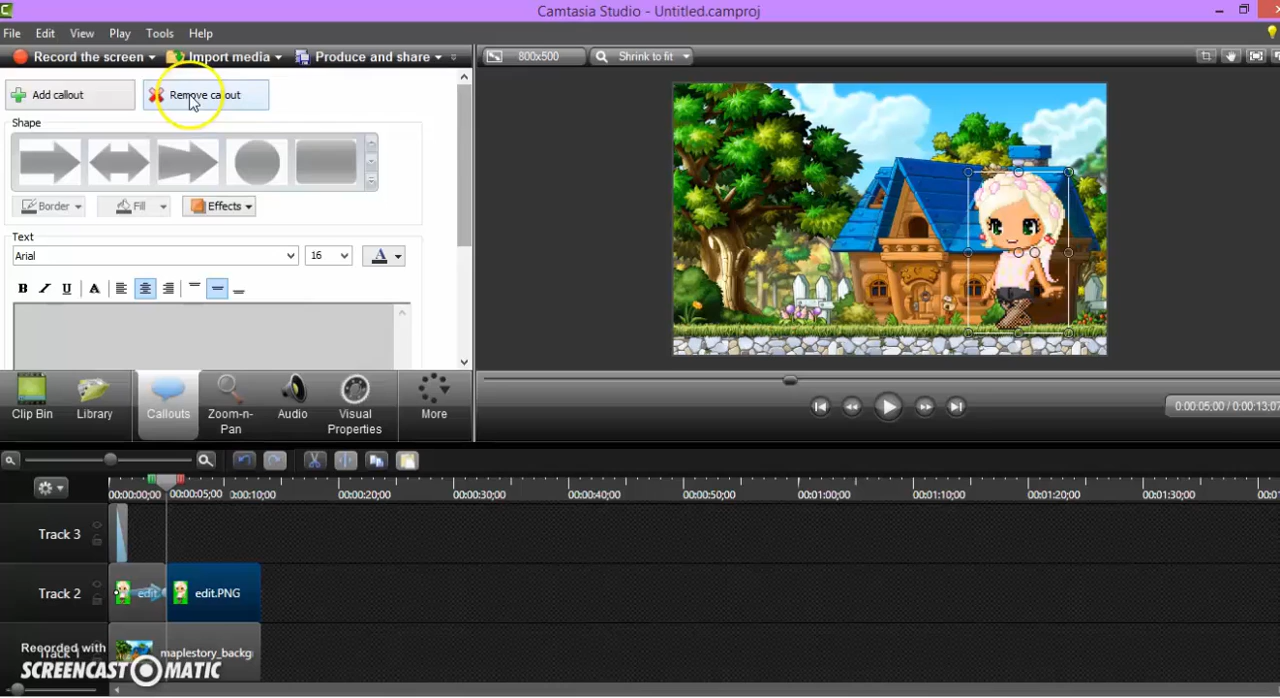 Camtasia Studio - Untitled.camproj
File Edit View Play Tools Help
Record the screen Import media Produce and share 800x500 Shrink to fit
Add callout Remove callout
Shape
Border Fill Effects
Text
Arial 16
B I U A
Clip Bin Library Callouts Zoom-n-Pan Audio Visual Properties More
0:00:05;00 / 0:00:13;07
00:00:00;00 00:00:05;00 0:00:10;00 00:00:20;00 00:00:30;00 00:00:40;00 00:00:50;00 00:01:00;00 00:01:10;00 00:01:20;00 00:01:30;00
Track 3
Track 2 edit. edit.PNG
Track 1 maplestory_backg
Recorded with
SCREENCAST MATIC